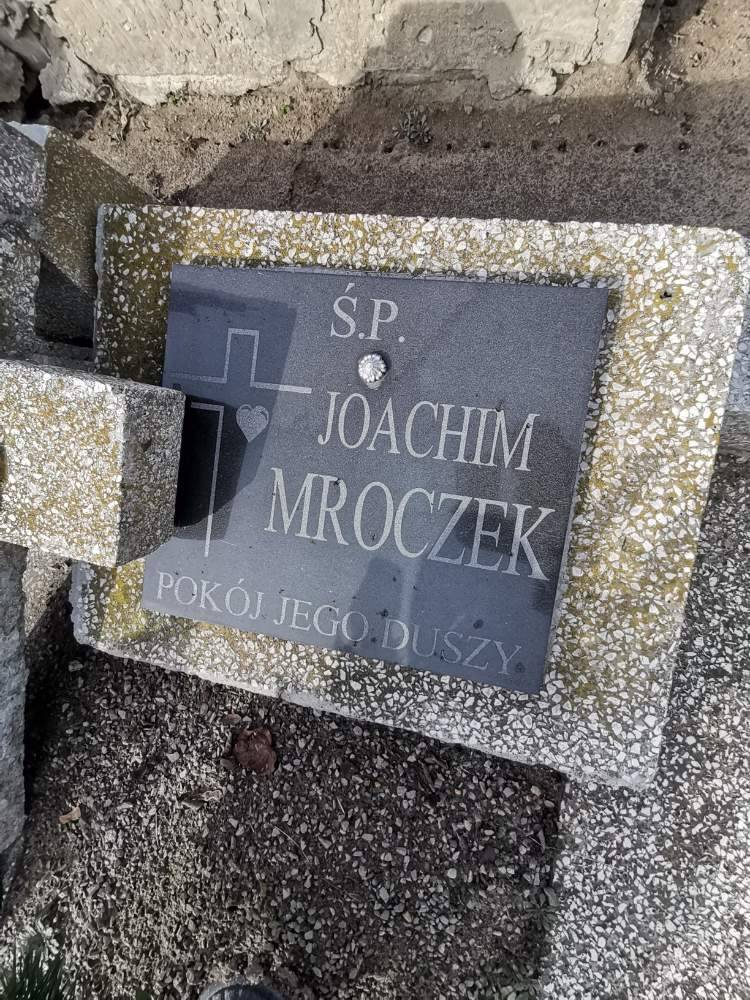 Ś.P.
JOACHIM
MROCZEK
POKÓJ JEGO DUSZY